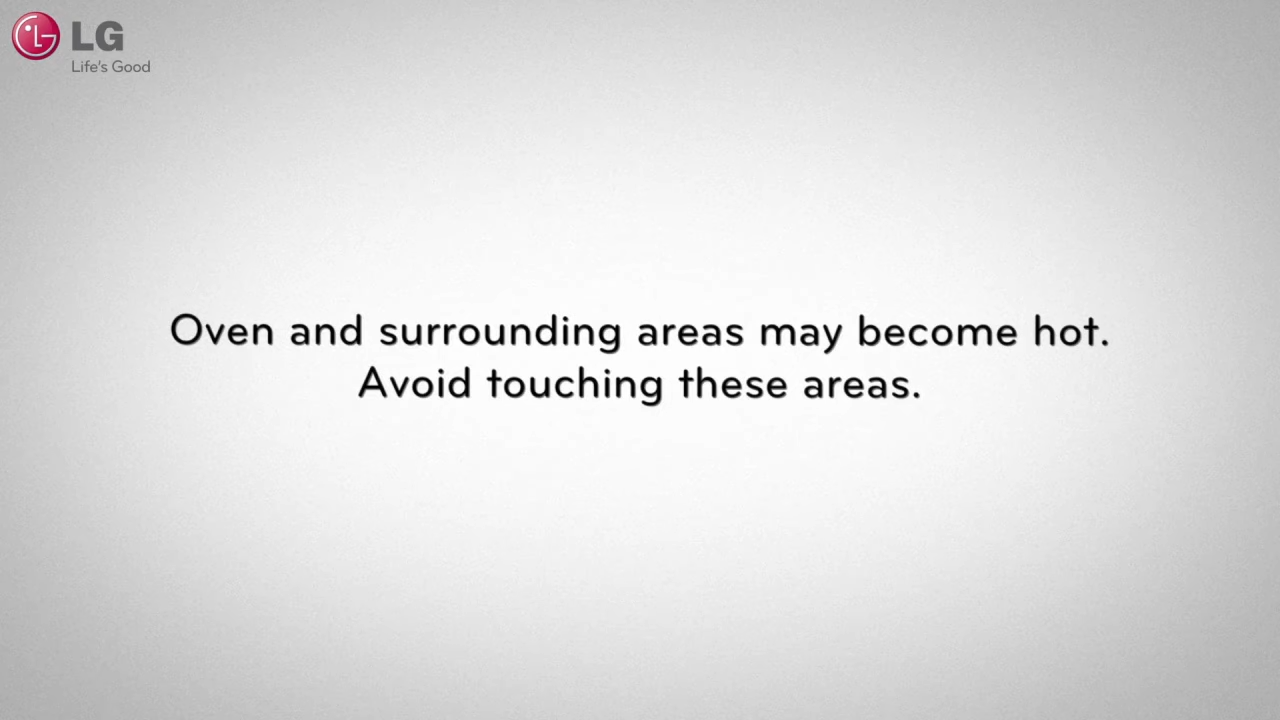 LG
Life's Good
Oven and surrounding areas may become hot.
Avoid touching these areas.